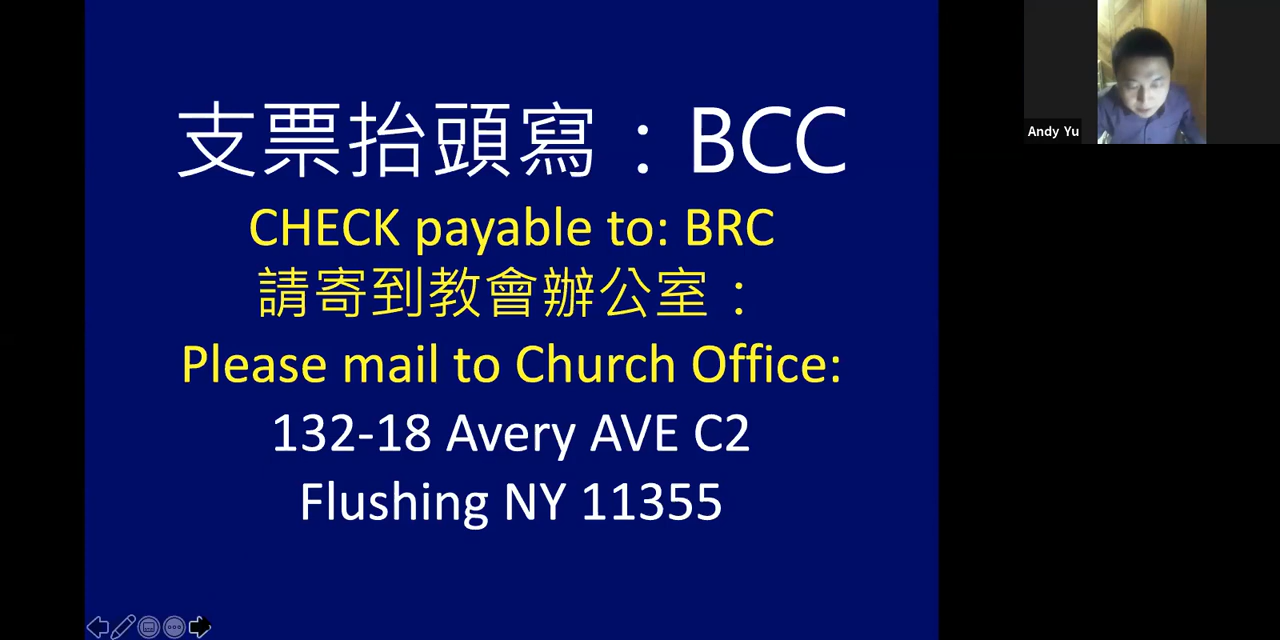 支票抬頭寫：BCC
CHECK payable to: BRC
請寄到教會辦公室：
Please mail to Church Office:
132-18 Avery AVE C2
Flushing NY 11355
Andy Yu